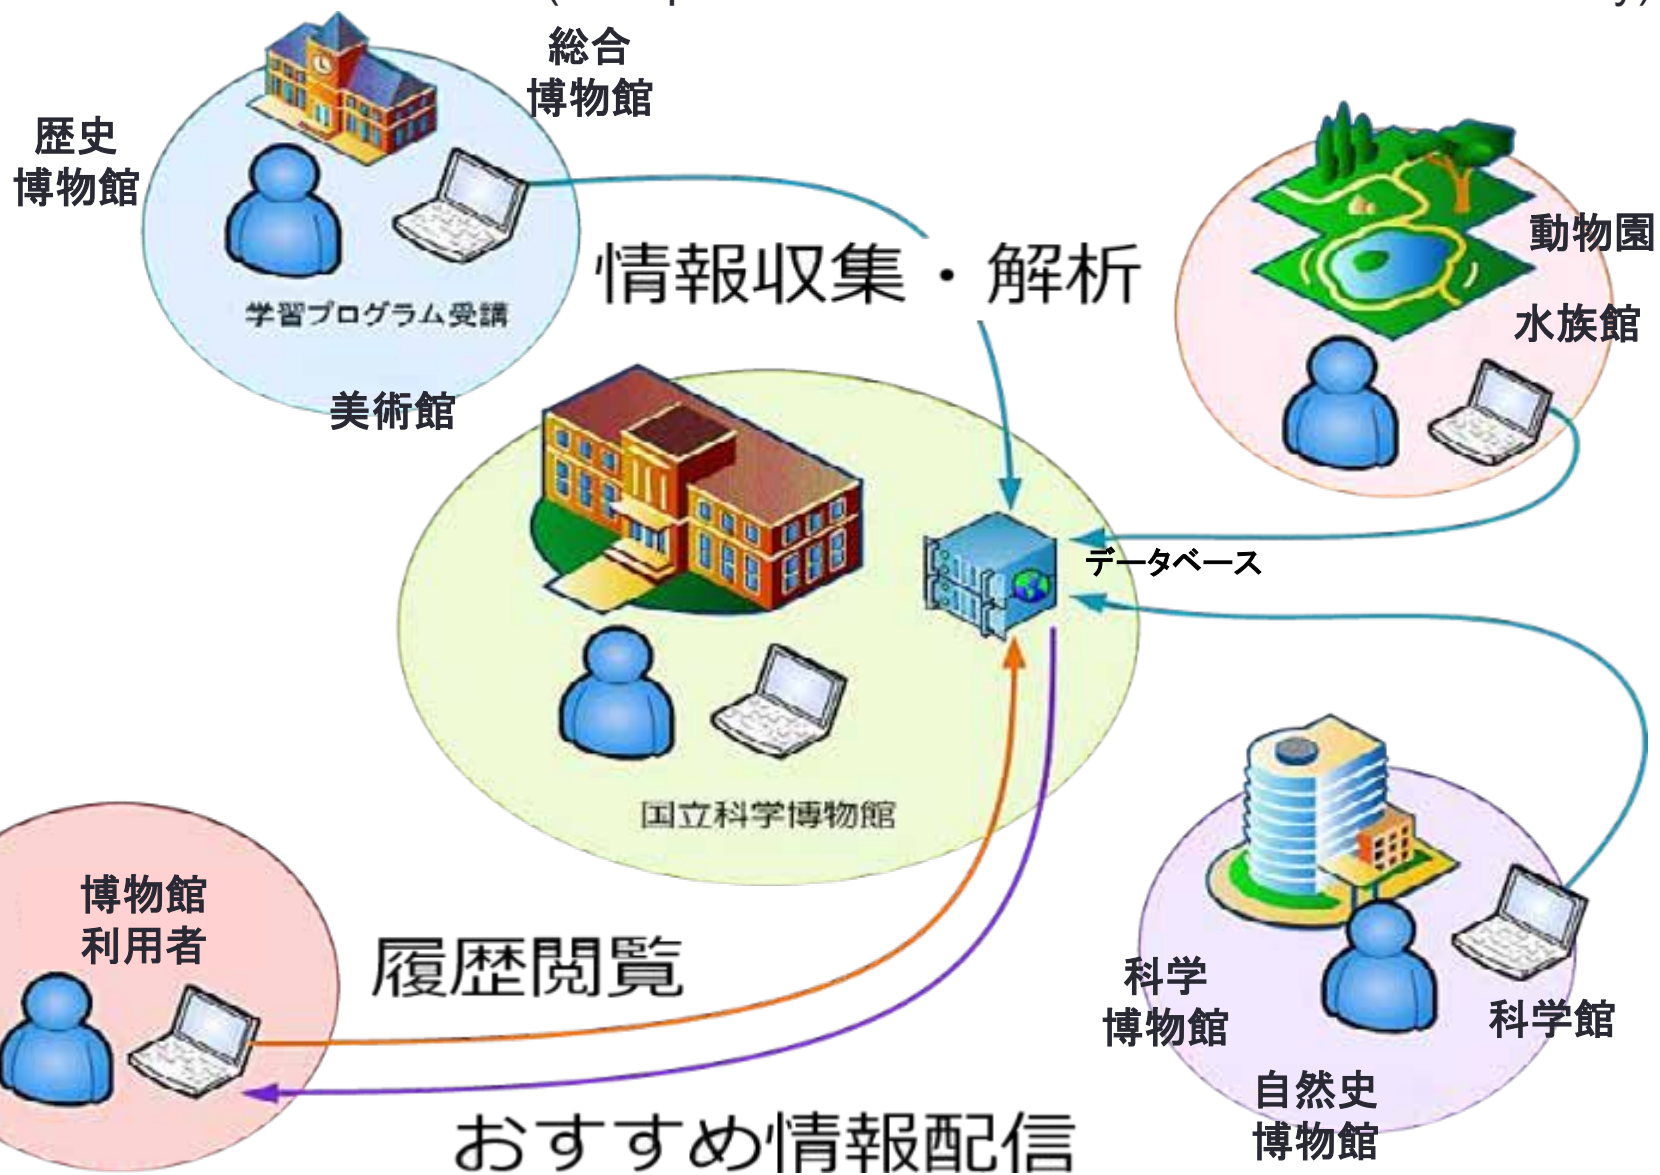 総合
博物館
歴史
博物館
動物園
情報収集・解析
学習プログラム受講
水族館
美術館
データベース
国立科学博物館
博物館
利用者
履歴閲覧
科学
博物館
科学館
自然史
博物館
おすすめ情報配信